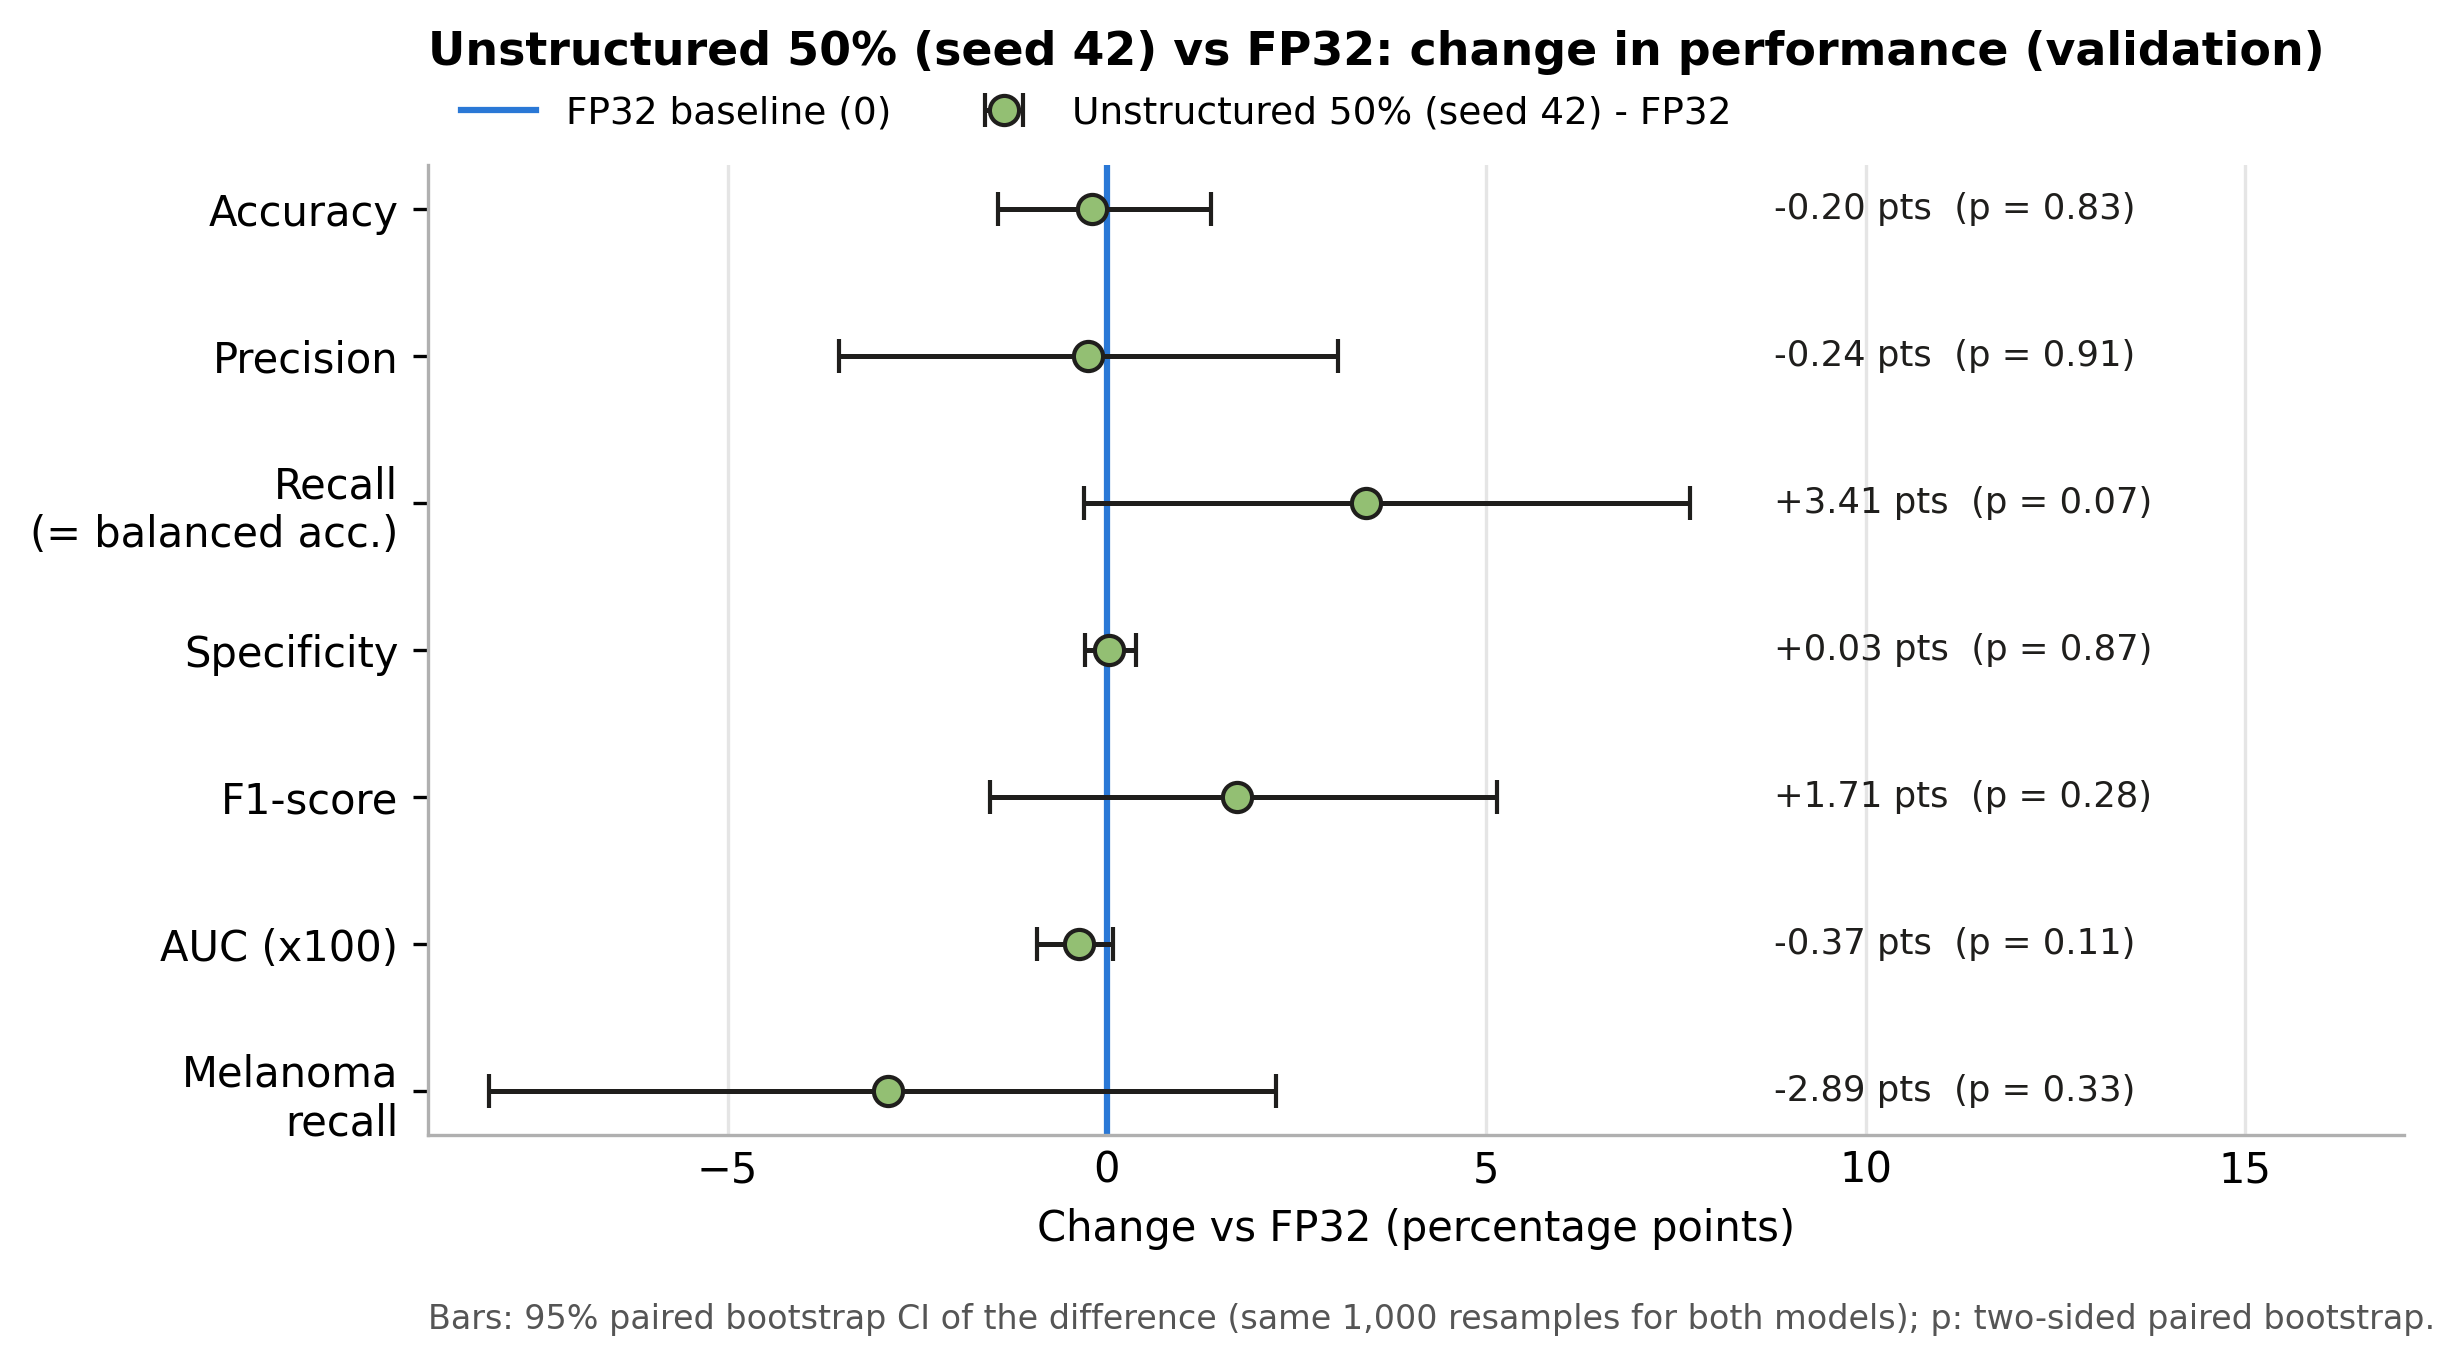 Unstructured 50% (seed 42) vs FP32: change in performance (validation)
FP32 baseline (0)
Unstructured 50% (seed 42) - FP32
Accuracy
-0.20 pts  (p = 0.83)
Precision
-0.24 pts  (p = 0.91)
Recall
(= balanced acc.)
+3.41 pts  (p = 0.07)
Specificity
+0.03 pts  (p = 0.87)
F1-score
+1.71 pts  (p = 0.28)
AUC (x100)
-0.37 pts  (p = 0.11)
Melanoma
recall
-2.89 pts  (p = 0.33)
−5 0 5 10 15
Change vs FP32 (percentage points)
Bars: 95% paired bootstrap CI of the difference (same 1,000 resamples for both models); p: two-sided paired bootstrap.